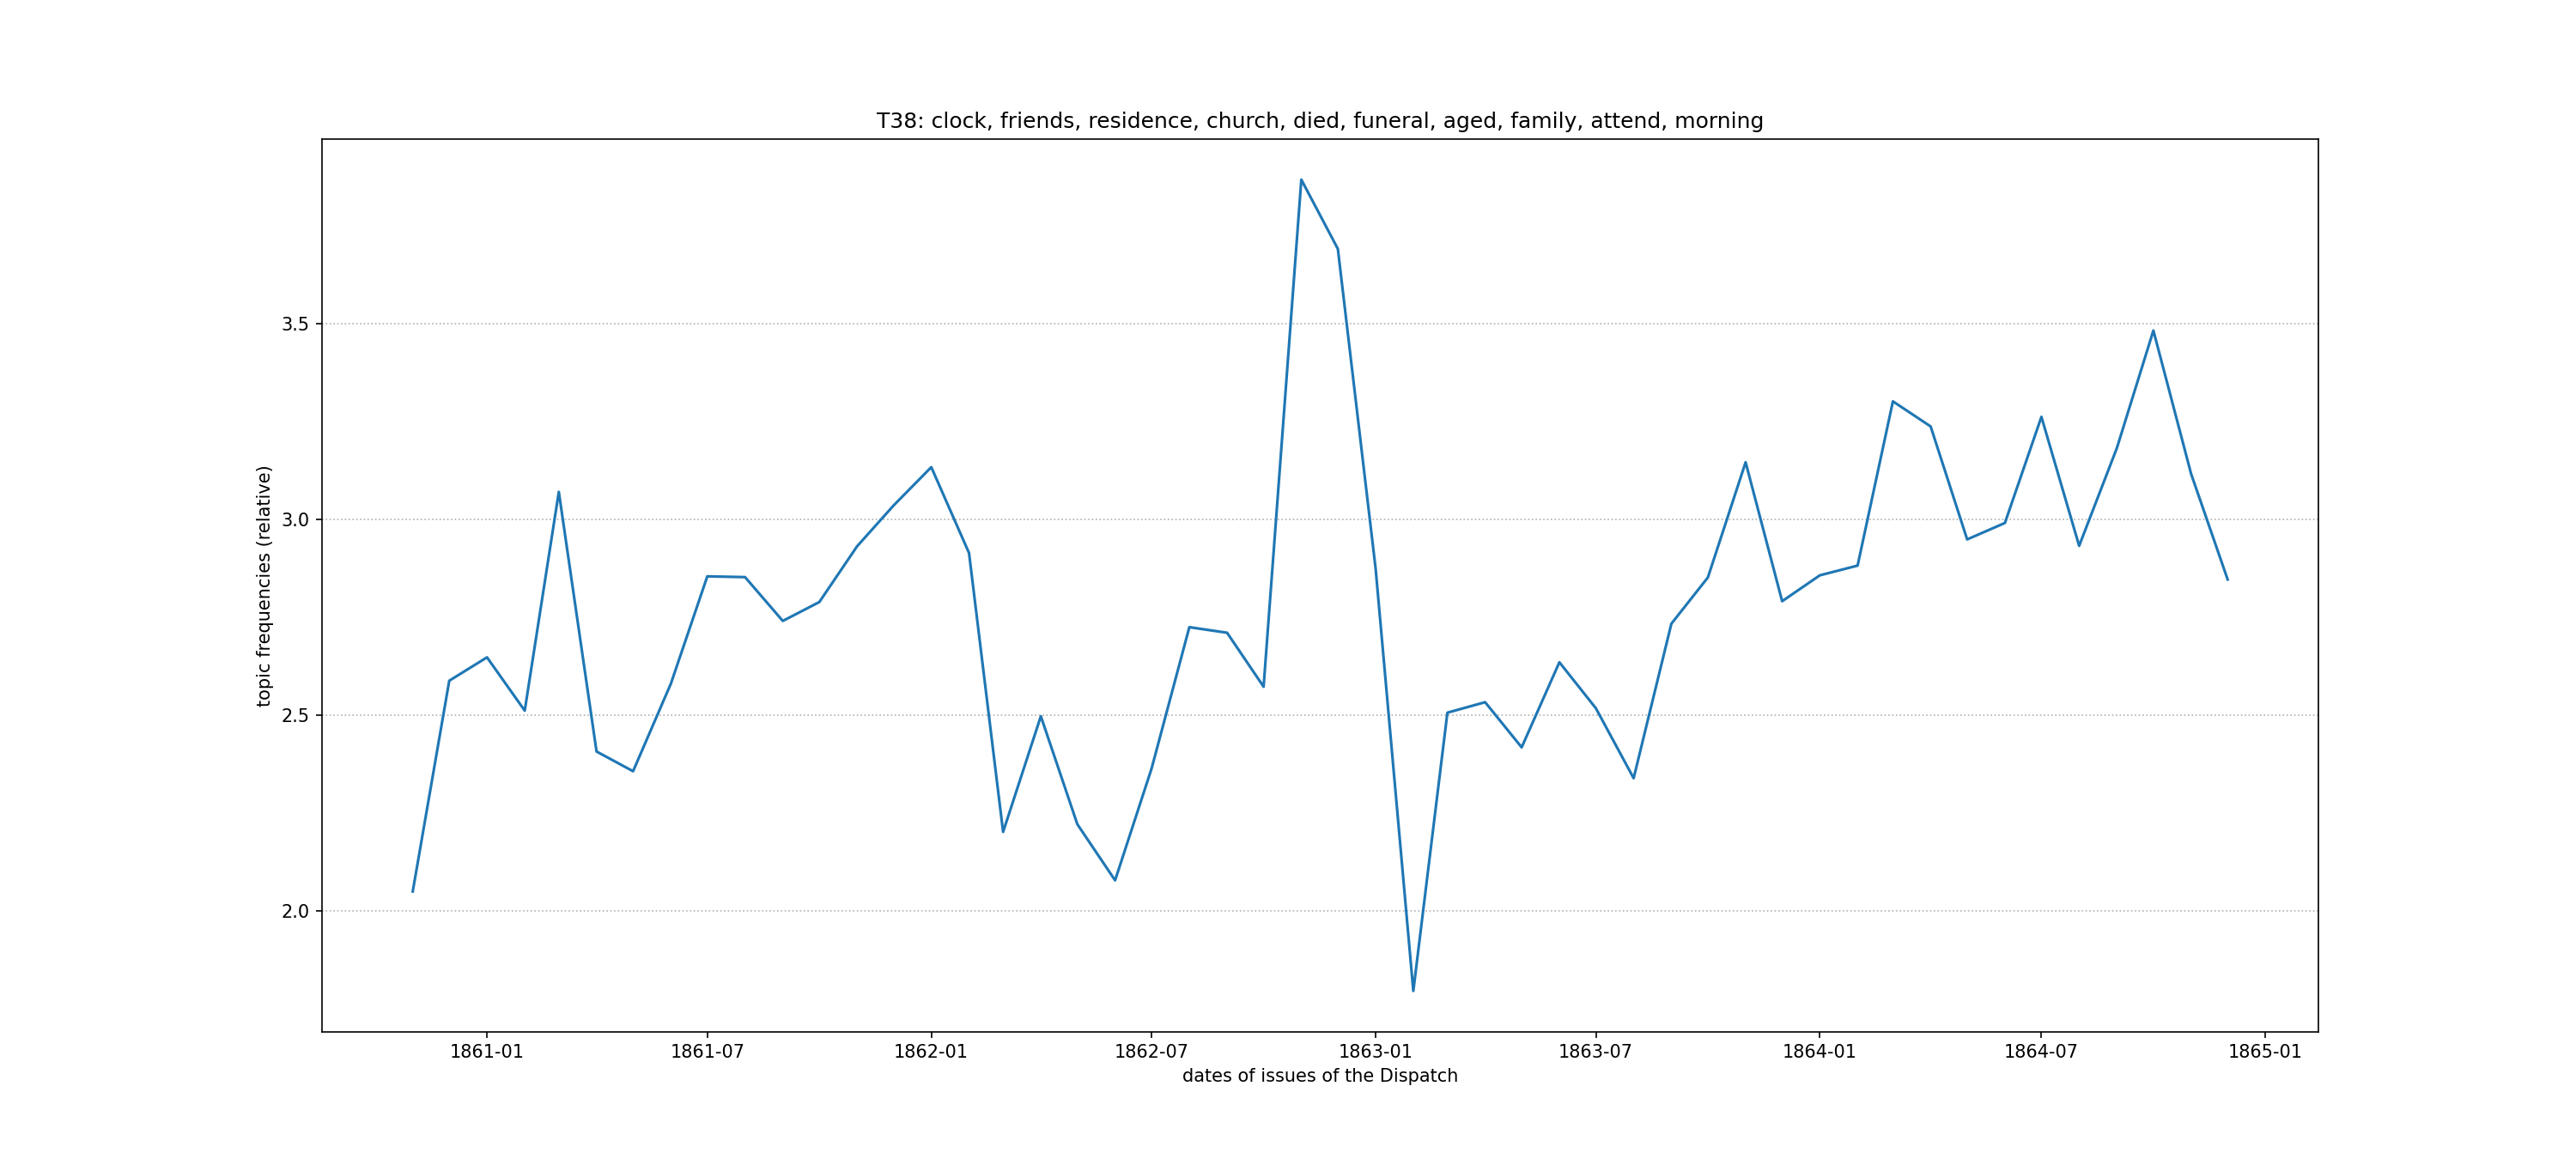 T38: clock, friends, residence, church, died, funeral, aged, family, attend, morning
topic frequencies (relative)
3.5
3.0
2.5
2.0
1861-01 1861-07 1862-01 1862-07 1863-01 1863-07 1864-01 1864-07 1865-01
dates of issues of the Dispatch